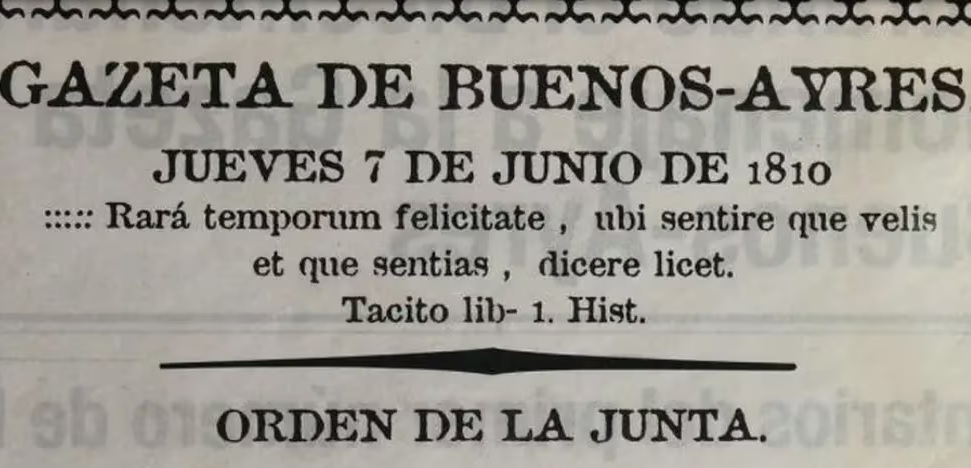 GAZETA DE BUENOS-AYRES
JUEVES 7 DE JUNIO DE 1810
::::: Rará temporum felicitate , ubi sentire que velis
et que sentias , dicere licet.
Tacito lib- 1. Hist.
ORDEN DE LA JUNTA.